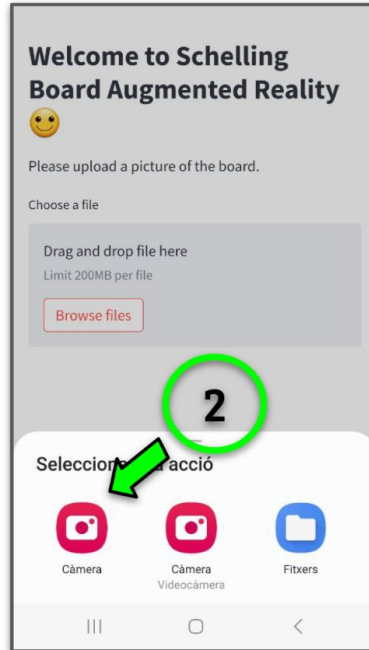 Welcome to Schelling
Board Augmented Reality
Please upload a picture of the board.
Choose a file
Drag and drop file here
Limit 200MB per file
Browse files
2
Seleccion acció
Càmera
Càmera
Videocàmera
Fitxers